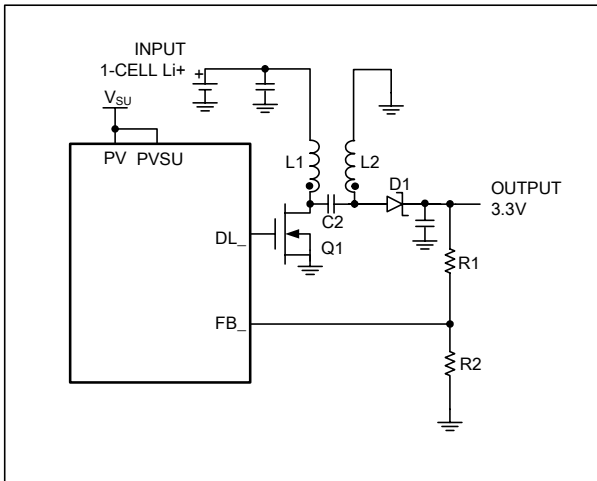 INPUT
1-CELL Li+
+
VSU
PV PVSU
L1
L2
D1
OUTPUT
3.3V
C2
DL_
Q1
R1
FB_
R2